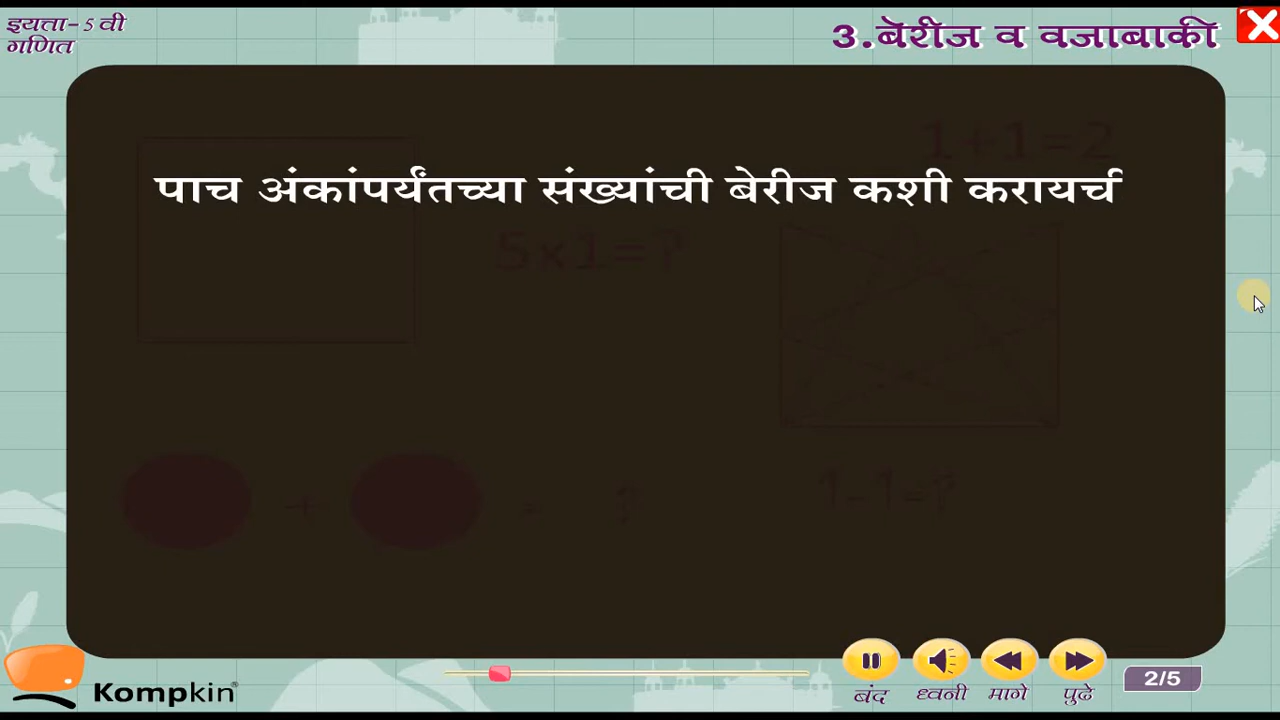 इयत्ता- 5 वी
गणित
3.बेरीज व वजाबाकी
1+1=2
पाच अंकांपर्यंतच्या संख्यांची बेरीज कशी करायच
5x1=?
+ = ?
1-1=?
Kompkin®
बंद ध्वनी मागे पुढे
2/5